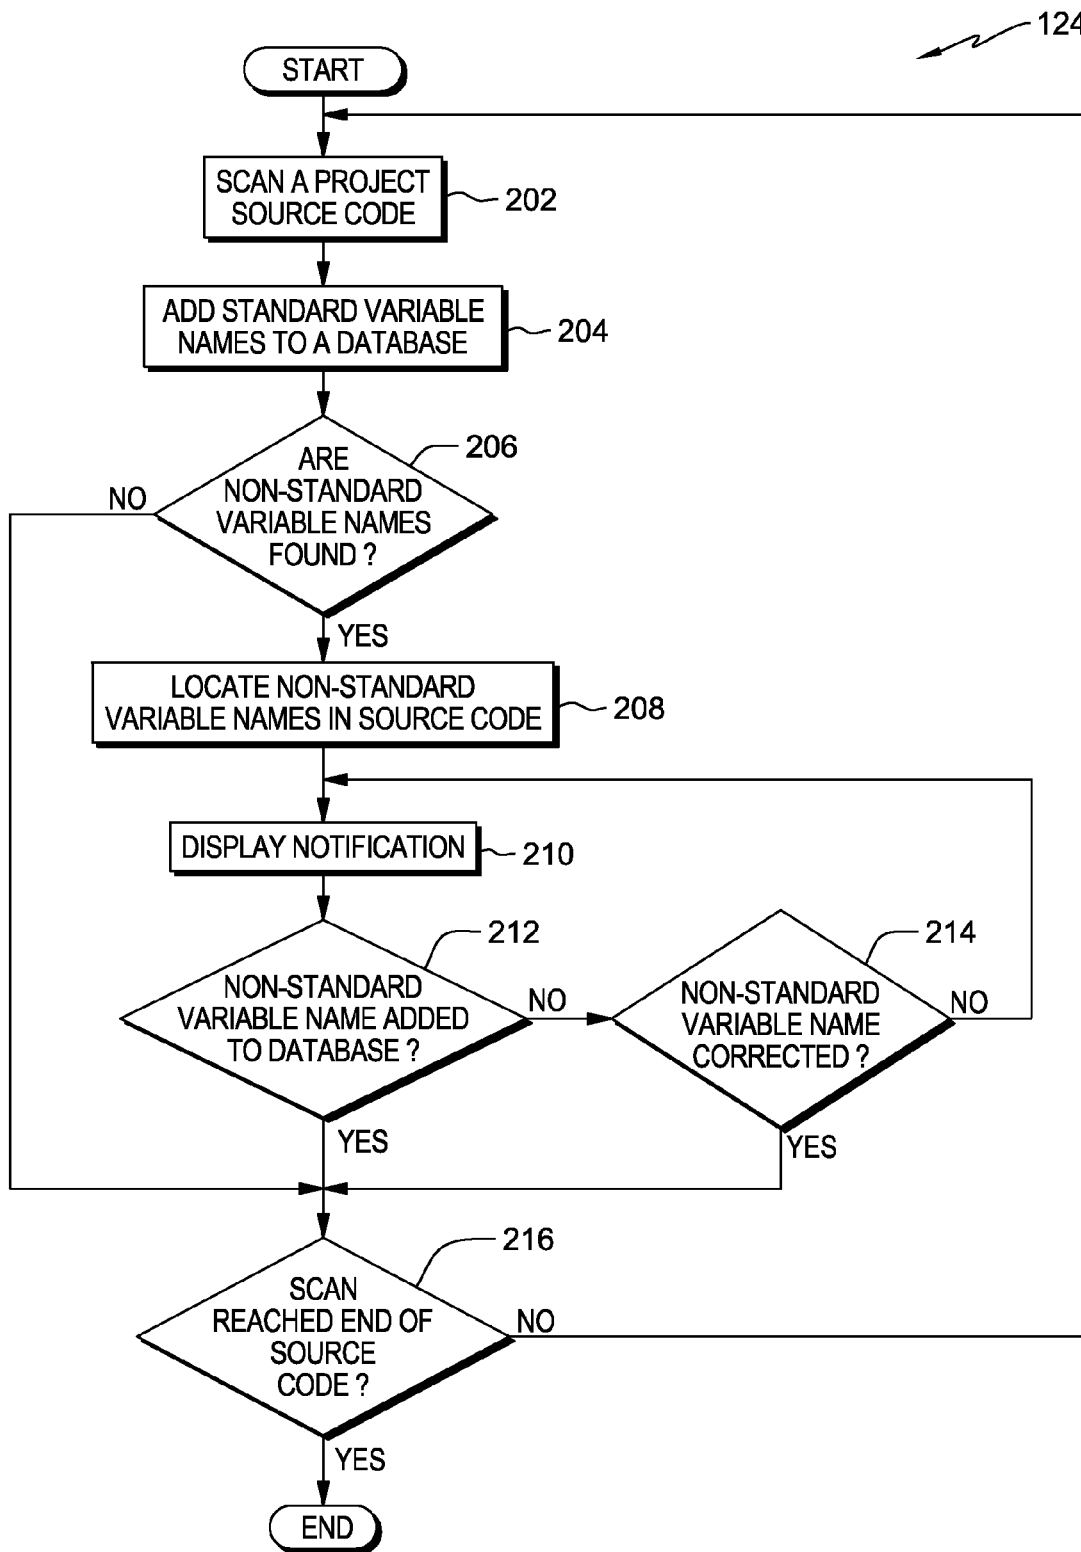 124
START
SCAN A PROJECT
SOURCE CODE
202
ADD STANDARD VARIABLE
NAMES TO A DATABASE
204
ARE
NON-STANDARD
VARIABLE NAMES
FOUND ?
206
NO
YES
LOCATE NON-STANDARD
VARIABLE NAMES IN SOURCE CODE
208
DISPLAY NOTIFICATION
210
NON-STANDARD
VARIABLE NAME ADDED
TO DATABASE ?
212
NO
YES
NON-STANDARD
VARIABLE NAME
CORRECTED ?
214
NO
YES
SCAN
REACHED END OF
SOURCE
CODE ?
216
NO
YES
END